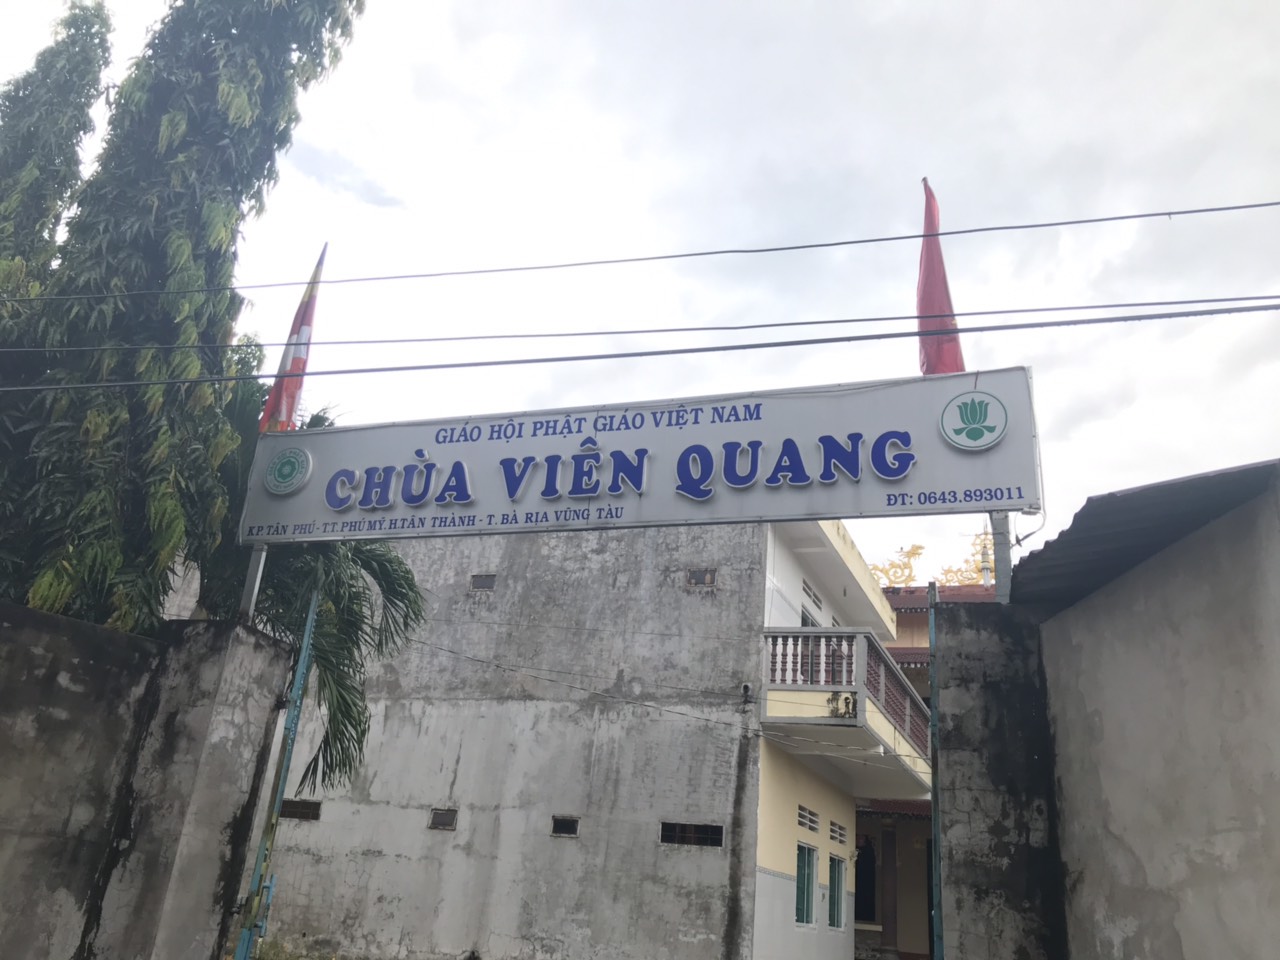 GIÁO HỘI PHẬT GIÁO VIỆT NAM
CHÙA VIÊN QUANG
ĐT: 0643.893011
KP.TÂN PHÚ-T.T.PHÚ MỸ.H.TÂN THÀNH-T.BÀ RỊA VŨNG TÀU